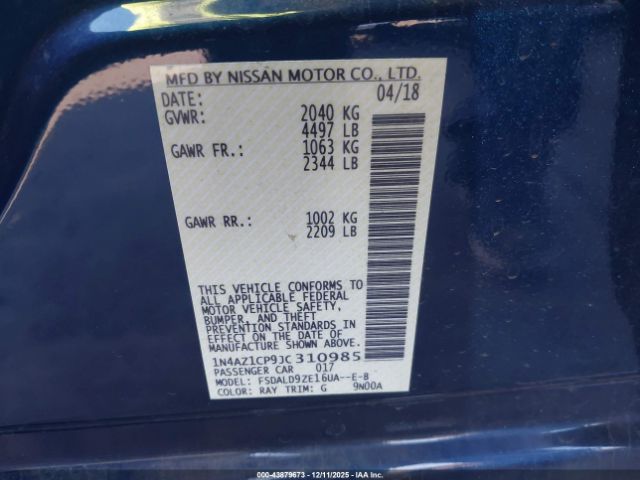 MFD BY NISSAN MOTOR CO., LTD.
DATE: 04/18
GVWR: 2040 KG
4497 LB
GAWR FR.: 1063 KG
2344 LB
GAWR RR.: 1002 KG
2209 LB
THIS VEHICLE CONFORMS TO
ALL APPLICABLE FEDERAL
MOTOR VEHICLE SAFETY,
BUMPER, AND THEFT
PREVENTION STANDARDS IN
EFFECT ON THE DATE OF
MANUFACTURE SHOWN ABOVE.
1N4AZ1CP9JC310985
PASSENGER CAR 017
MODEL: FSDALD9ZE16UA--E-B
COLOR: RAY TRIM: G 9N00A
000-43879673 - 12/11/2025 - IAA Inc.